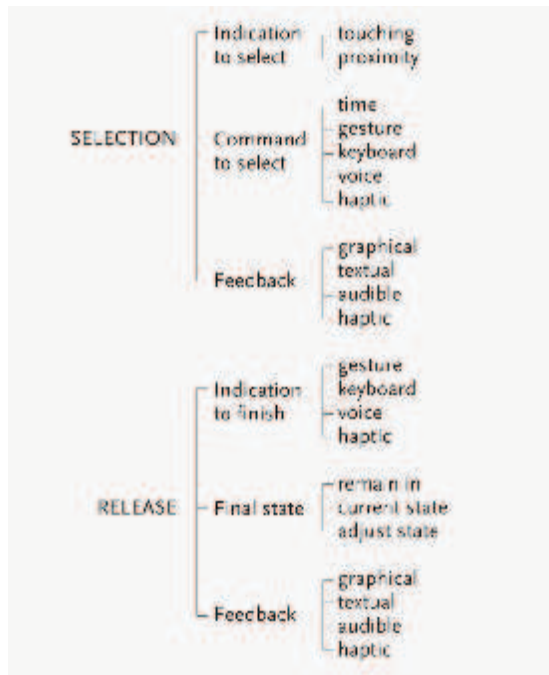 Indication
to select
touching
proximity
SELECTION
Command
to select
time
gesture
keyboard
voice
haptic
Feedback
graphical
textual
audible
haptic
Indication
to finish
gesture
keyboard
voice
haptic
RELEASE
Final state
remain in
current state
adjust state
Feedback
graphical
textual
audible
haptic